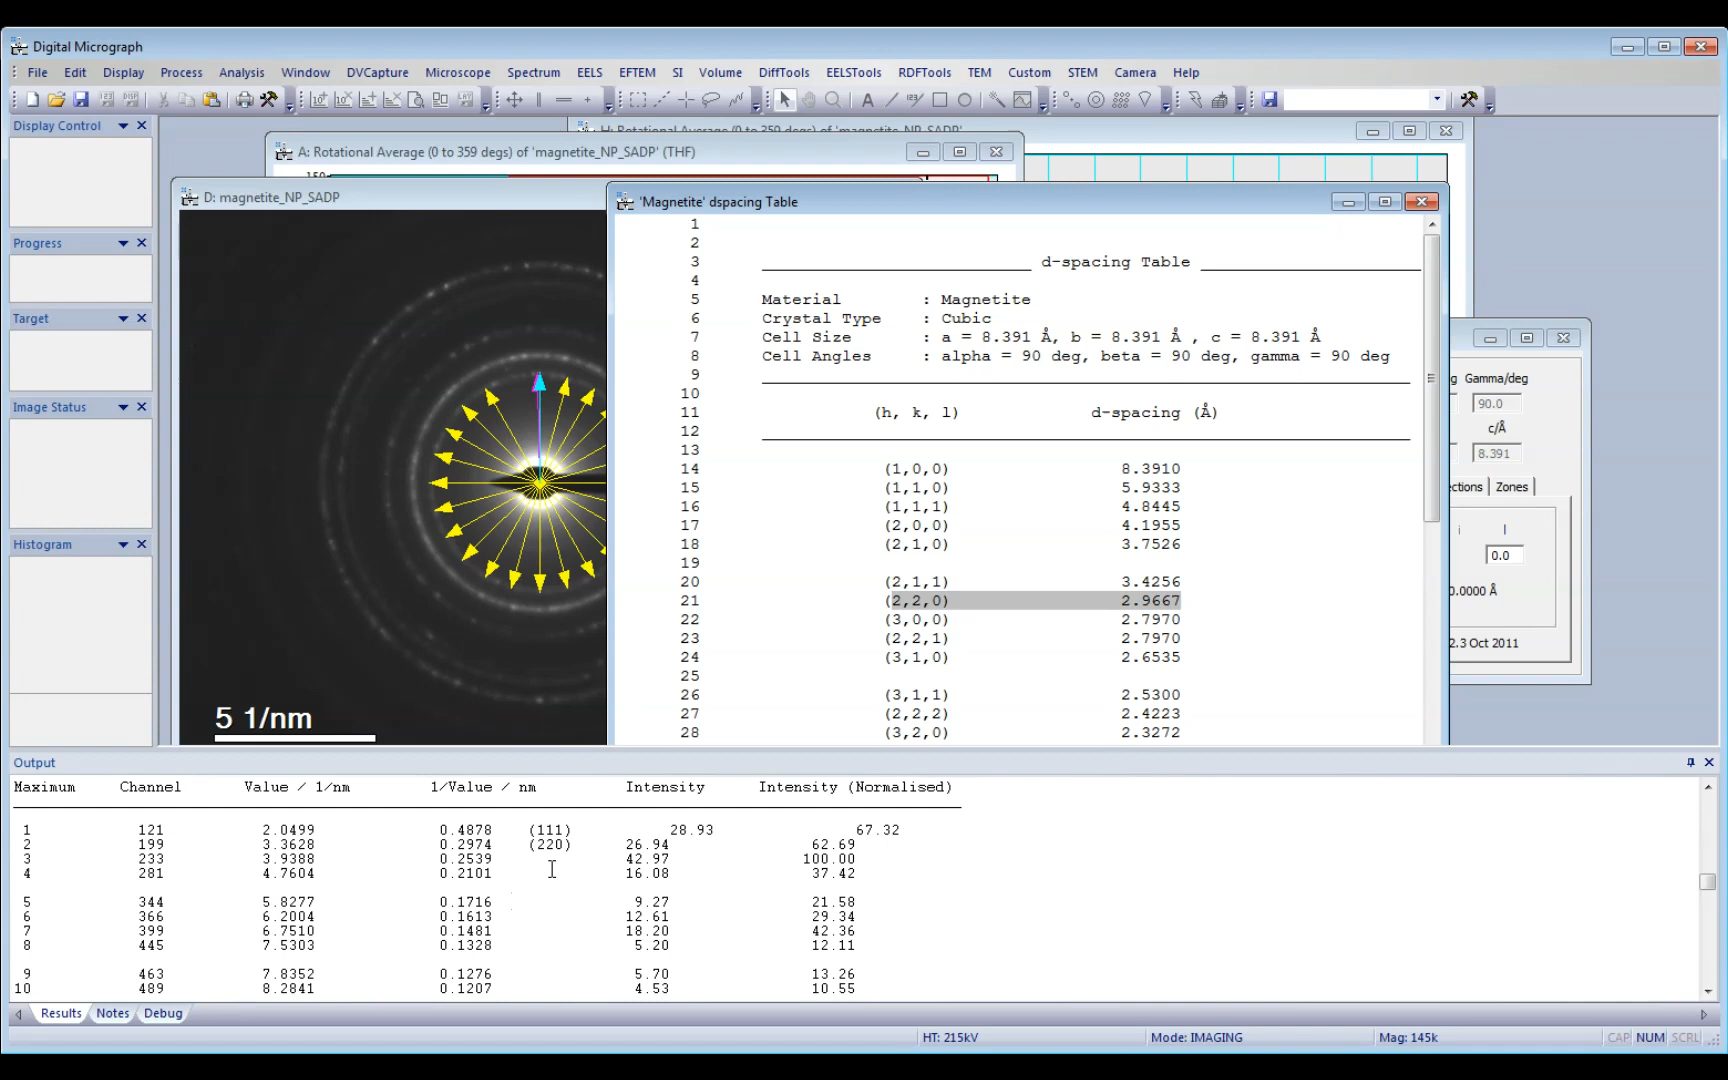 Digital Micrograph
File Edit Display Process Analysis Window DVCapture Microscope Spectrum EELS EFTEM SI Volume DiffTools EELSTools RDFTools TEM Custom STEM Camera Help
Display Control
Progress
Target
Image Status
Histogram
H: Rotational Average (0 to 359 degs) of 'magnetite_NP_SADP'
A: Rotational Average (0 to 359 degs) of 'magnetite_NP_SADP' (THF)
150
D: magnetite_NP_SADP
5 1/nm
'Magnetite' dspacing Table
1
2
3 d-spacing Table
4
5 Material : Magnetite
6 Crystal Type : Cubic
7 Cell Size : a = 8.391 Å, b = 8.391 Å , c = 8.391 Å
8 Cell Angles : alpha = 90 deg, beta = 90 deg, gamma = 90 deg
9
10
11 (h, k, l) d-spacing (Å)
12
13
14 (1,0,0) 8.3910
15 (1,1,0) 5.9333
16 (1,1,1) 4.8445
17 (2,0,0) 4.1955
18 (2,1,0) 3.7526
19
20 (2,1,1) 3.4256
21 (2,2,0) 2.9667
22 (3,0,0) 2.7970
23 (2,2,1) 2.7970
24 (3,1,0) 2.6535
25
26 (3,1,1) 2.5300
27 (2,2,2) 2.4223
28 (3,2,0) 2.3272
g Gamma/deg
90.0
c/Å
8.391
ctions Zones
i l
0.0
0.0000 Å
2.3 Oct 2011
Output
Maximum Channel Value / 1/nm 1/Value / nm Intensity Intensity (Normalised)
1 121 2.0499 0.4878 (111) 28.93 67.32
2 199 3.3628 0.2974 (220) 26.94 62.69
3 233 3.9388 0.2539 42.97 100.00
4 281 4.7604 0.2101 16.08 37.42
5 344 5.8277 0.1716 9.27 21.58
6 366 6.2004 0.1613 12.61 29.34
7 399 6.7510 0.1481 18.20 42.36
8 445 7.5303 0.1328 5.20 12.11
9 463 7.8352 0.1276 5.70 13.26
10 489 8.2841 0.1207 4.53 10.55
Results Notes Debug
HT: 215kV Mode: IMAGING Mag: 145k CAP NUM SCRL